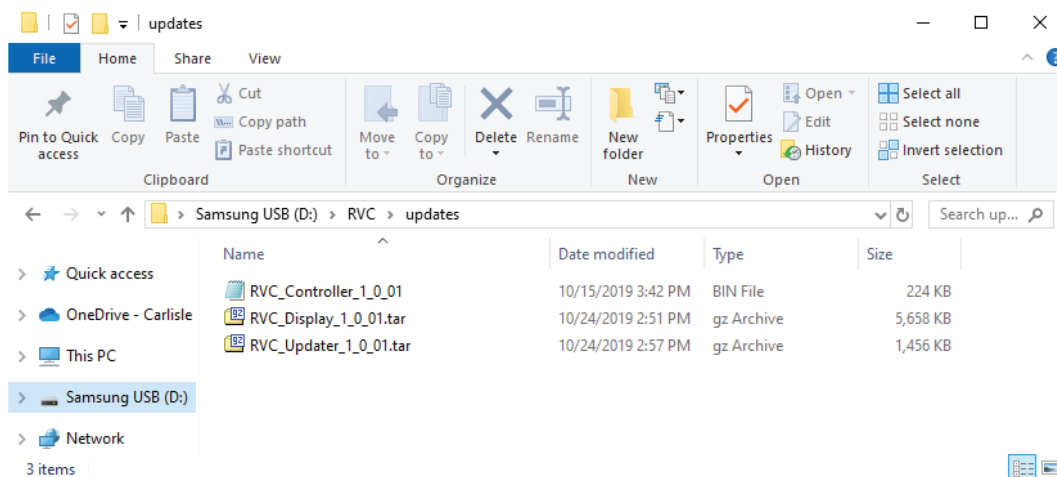 updates
File Home Share View
Pin to Quick access
Copy
Paste
Cut
Copy path
Paste shortcut
Clipboard
Move to
Copy to
Delete
Rename
Organize
New folder
New
Properties
Open
Edit
History
Open
Select all
Select none
Invert selection
Select
Samsung USB (D:) > RVC > updates
Search up...
Name Date modified Type Size
Quick access
OneDrive - Carlisle
This PC
Samsung USB (D:)
Network
RVC_Controller_1_0_01 10/15/2019 3:42 PM BIN File 224 KB
RVC_Display_1_0_01.tar 10/24/2019 2:51 PM gz Archive 5,658 KB
RVC_Updater_1_0_01.tar 10/24/2019 2:57 PM gz Archive 1,456 KB
3 items